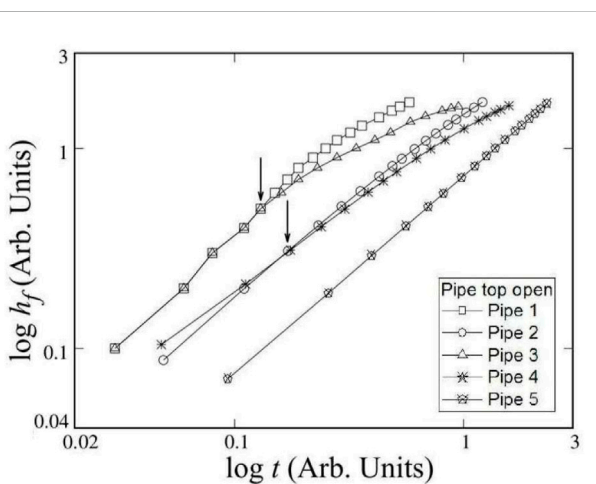 3
1
0.1
0.04
0.02
0.1
1
3
log h_f (Arb. Units)
log t (Arb. Units)
Pipe top open
Pipe 1
Pipe 2
Pipe 3
Pipe 4
Pipe 5